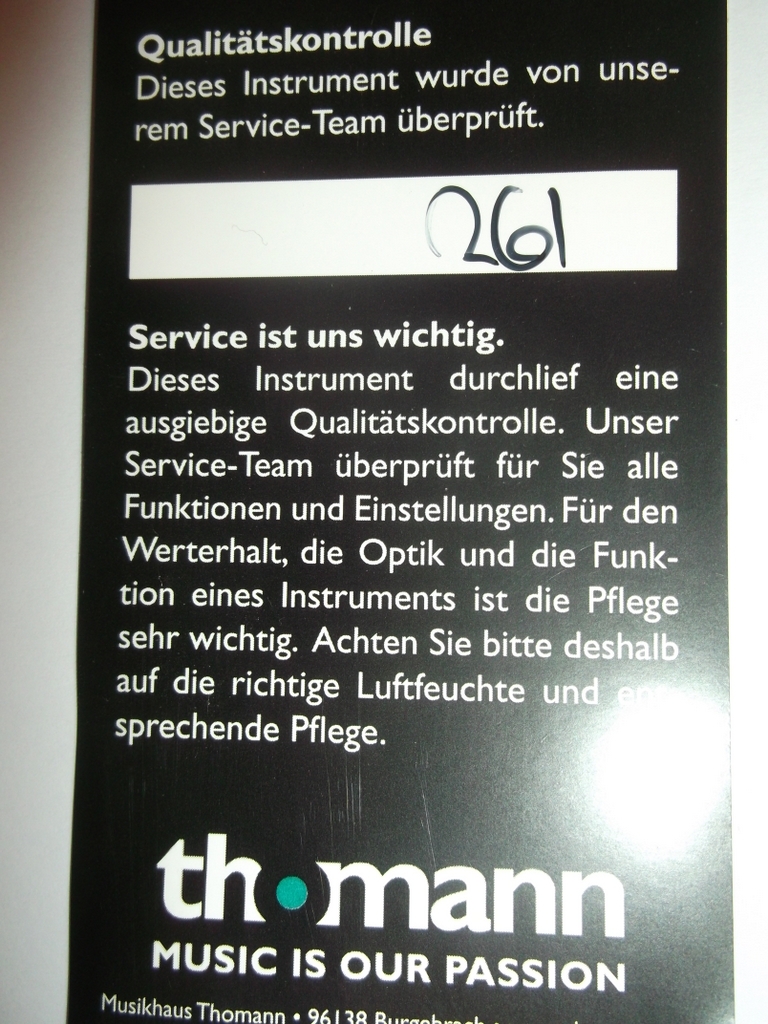 Qualitätskontrolle
Dieses Instrument wurde von unse-
rem Service-Team überprüft.
261
Service ist uns wichtig.
Dieses Instrument durchlief eine
ausgiebige Qualitätskontrolle. Unser
Service-Team überprüft für Sie alle
Funktionen und Einstellungen. Für den
Werterhalt, die Optik und die Funk-
tion eines Instruments ist die Pflege
sehr wichtig. Achten Sie bitte deshalb
auf die richtige Luftfeuchte und ent-
sprechende Pflege.
thomann
MUSIC IS OUR PASSION
Musikhaus Thomann • 96138 Burgebrach